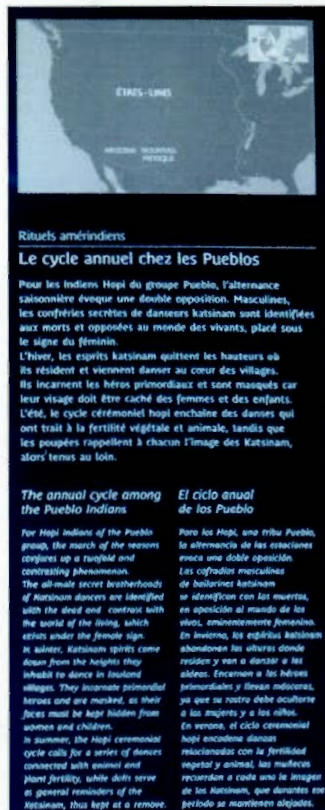 ÉTATS-UNIS
ARIZONA NOUVEAU-
MEXIQUE
Rituels amérindiens
Le cycle annuel chez les Pueblos
Pour les Indiens Hopi du groupe Pueblo, l'alternance
saisonnière évoque une double opposition. Masculines,
les confréries secrètes de danseurs katsinam sont identifiées
aux morts et opposées au monde des vivants, placé sous
le signe du féminin.
L'hiver, les esprits katsinam quittent les hauteurs où
ils résident et viennent danser au cœur des villages.
Ils incarnent les héros primordiaux et sont masqués car
leur visage doit être caché des femmes et des enfants.
L'été, le cycle cérémoniel hopi enchaîne des danses qui
ont trait à la fertilité végétale et animale, tandis que
les poupées rappellent à chacun l'image des Katsinam,
alors tenus au loin.
The annual cycle among
the Pueblo Indians
For Hopi indians of the Pueblo
group, the march of the seasons
conjures up a twofold and
contrasting phenomenon.
The all-male secret brotherhoods
of Katsinam dancers are identified
with the dead and contrast with
the world of the living, which
exists under the female sign.
In winter, Katsinam spirits come
down from the heights they
inhabit to dance in lowland
villages. They incarnate primordial
heroes and are masked, as their
faces must be kept hidden from
women and children.
In summer, the Hopi ceremonial
cycle calls for a series of dances
connected with animal and
plant fertility, while dolls serve
as general reminders of the
Katsinam, thus kept at a remove.
El ciclo anual
de los Pueblo
Para los Hopi, una tribu Pueblo,
la alternancia de las estaciones
evoca una doble oposición.
Las cofradías masculinas
de bailarines katsinam
se identifican con los muertos,
en oposición al mundo de los
vivos, eminentemente femenino.
En invierno, los espíritus katsinam
abandonan las alturas donde
residen y van a danzar a las
aldeas. Encarnan a los héroes
primordiales y llevan máscaras,
ya que su rostro debe ocultarse
a las mujeres y a los niños.
En verano, el ciclo ceremonial
hopi encadena danzas
relacionadas con la fertilidad
vegetal y animal, las muñecas
recuerdan a cada uno la imagen
de los Katsinam, que durantes ese
período se mantienen alejados.